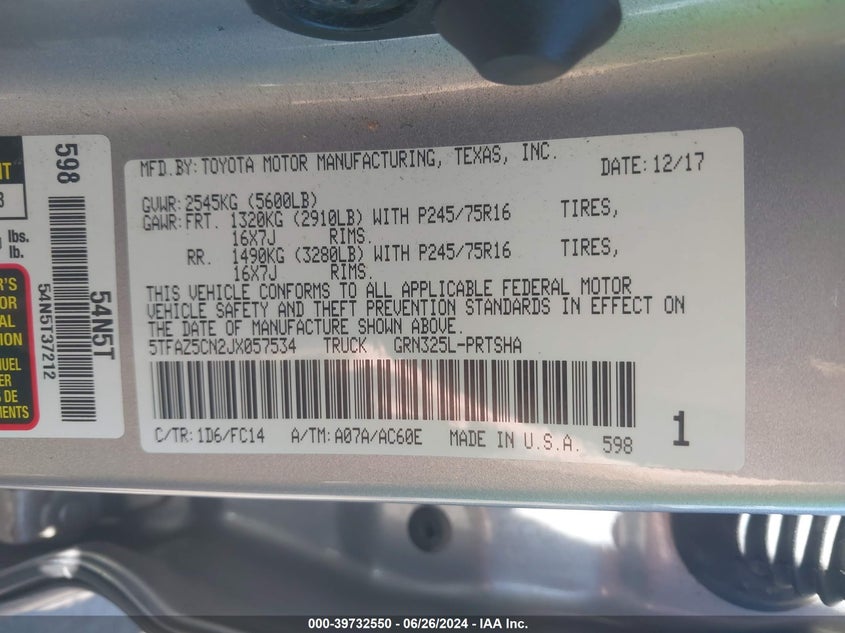 MFD.BY:TOYOTA MOTOR MANUFACTURING, TEXAS, INC. DATE:12/17
GVWR:2545KG (5600LB)
GAWR:FRT. 1320KG (2910LB) WITH P245/75R16 TIRES,
16X7J RIMS.
RR. 1490KG (3280LB) WITH P245/75R16 TIRES,
16X7J RIMS.
THIS VEHICLE CONFORMS TO ALL APPLICABLE FEDERAL MOTOR
VEHICLE SAFETY AND THEFT PREVENTION STANDARDS IN EFFECT ON
THE DATE OF MANUFACTURE SHOWN ABOVE.
5TFAZ5CN2JX057534 TRUCK GRN325L-PRTSHA
C/TR:1D6/FC14 A/TM:A07A/AC60E MADE IN U.S.A. 598
1
598
54N5T
54N5T37212
lbs.
lb.
MENTS
000-39732550 - 06/26/2024 - IAA Inc.